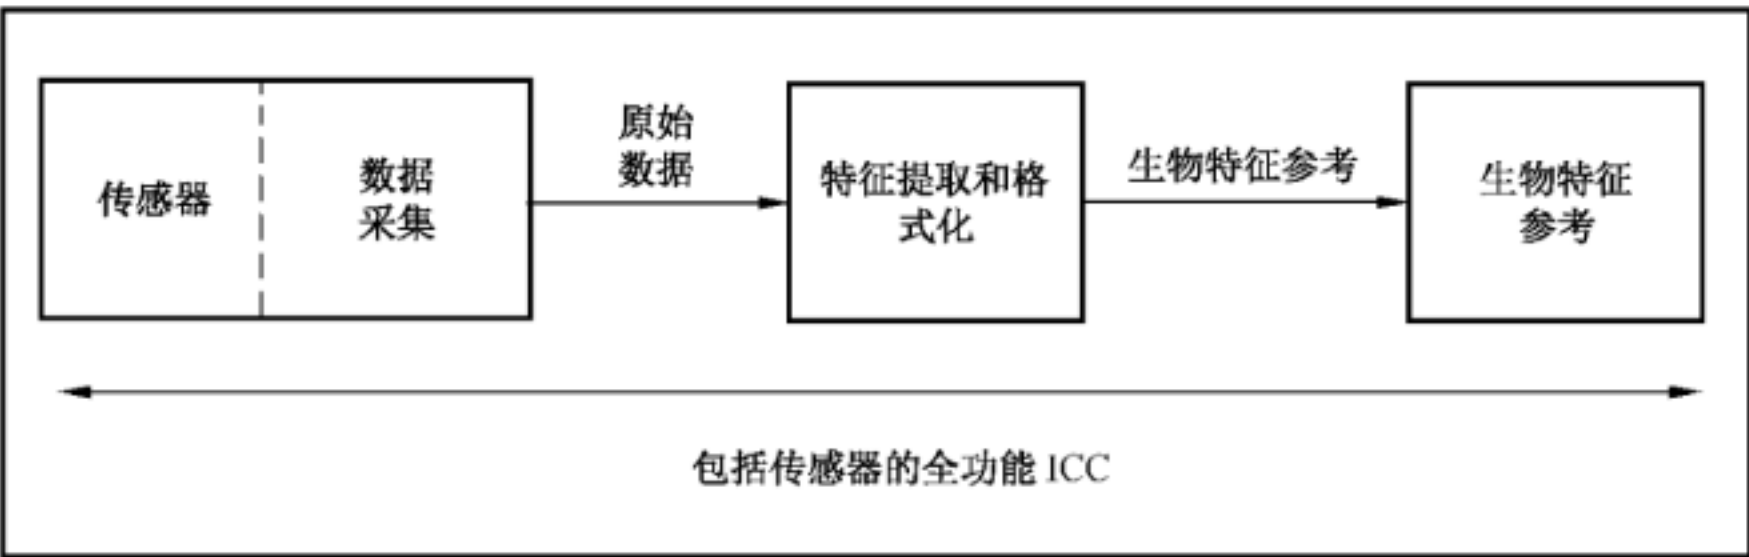 传感器
数据
采集
原始
数据
特征提取和格
式化
生物特征参考
生物特征
参考
包括传感器的全功能 ICC